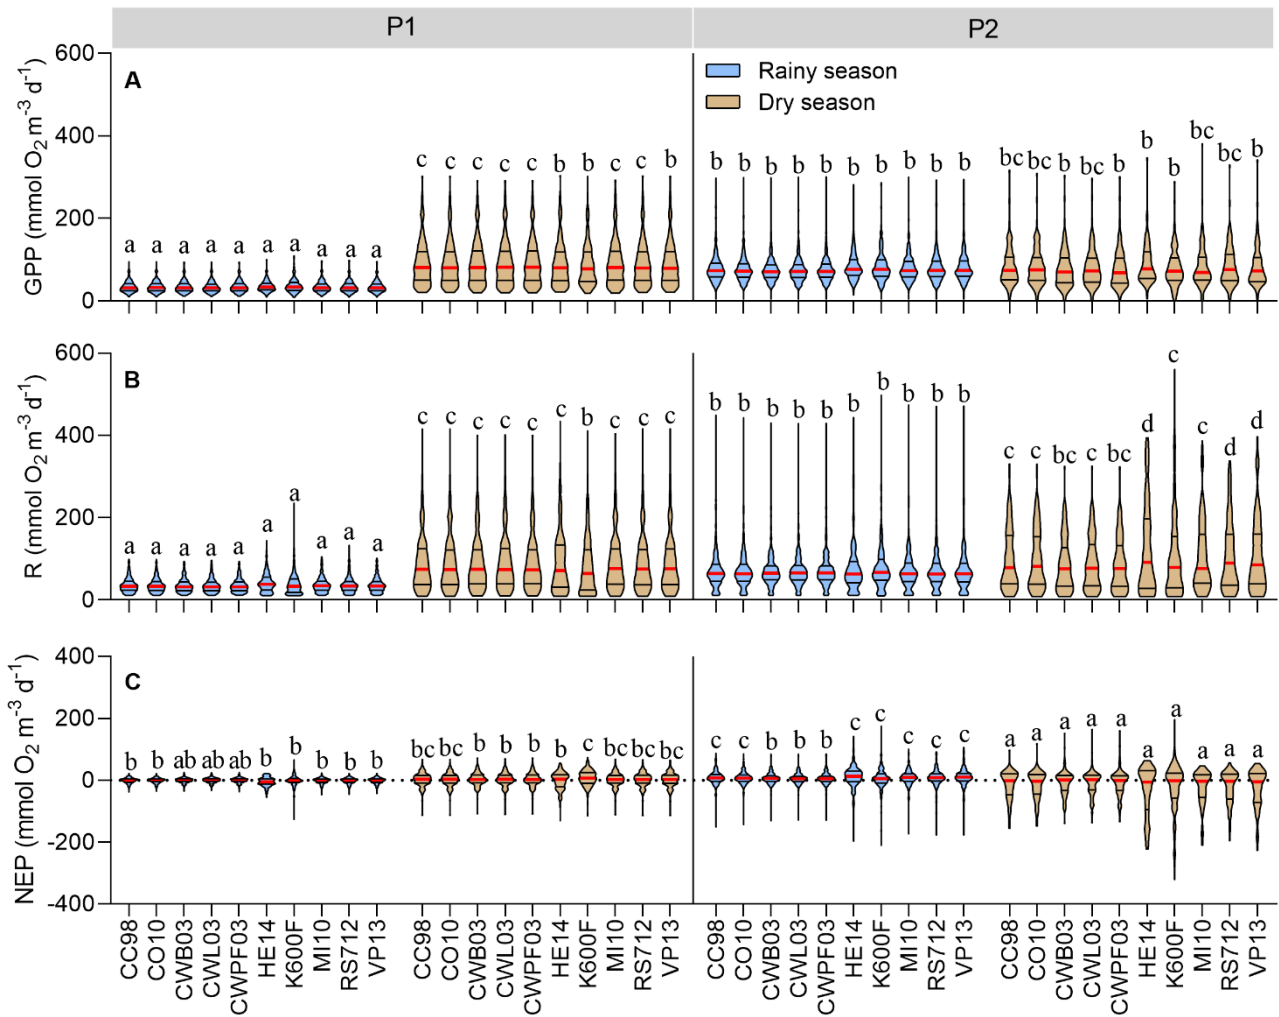 P1 P2
A
GPP (mmol O2 m-3 d-1)
600
400
200
0
Rainy season
Dry season
a a a a a a a a a a c c c c c b b c c b b b b b b b b b b b bc bc b bc b b b bc bc b
B
R (mmol O2 m-3 d-1)
600
400
200
0
a a a a a a a a a a c c c c c c b c c c b b b b b b b b b b c c bc c bc d c c d d
C
NEP (mmol O2 m-3 d-1)
400
200
0
-200
-400
b b ab ab ab b b b b b bc bc b b b b c bc bc bc c c b b b c c c c c a a a a a a a a a a
CC98 CO10 CWB03 CWL03 CWPF03 HE14 K600F MI10 RS712 VP13 CC98 CO10 CWB03 CWL03 CWPF03 HE14 K600F MI10 RS712 VP13 CC98 CO10 CWB03 CWL03 CWPF03 HE14 K600F MI10 RS712 VP13 CC98 CO10 CWB03 CWL03 CWPF03 HE14 K600F MI10 RS712 VP13